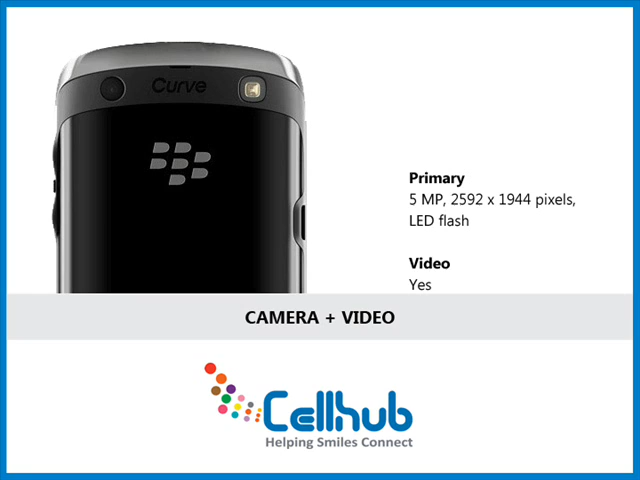 Curve
Primary
5 MP, 2592 x 1944 pixels,
LED flash
Video
Yes
CAMERA + VIDEO
Cellhub
Helping Smiles Connect